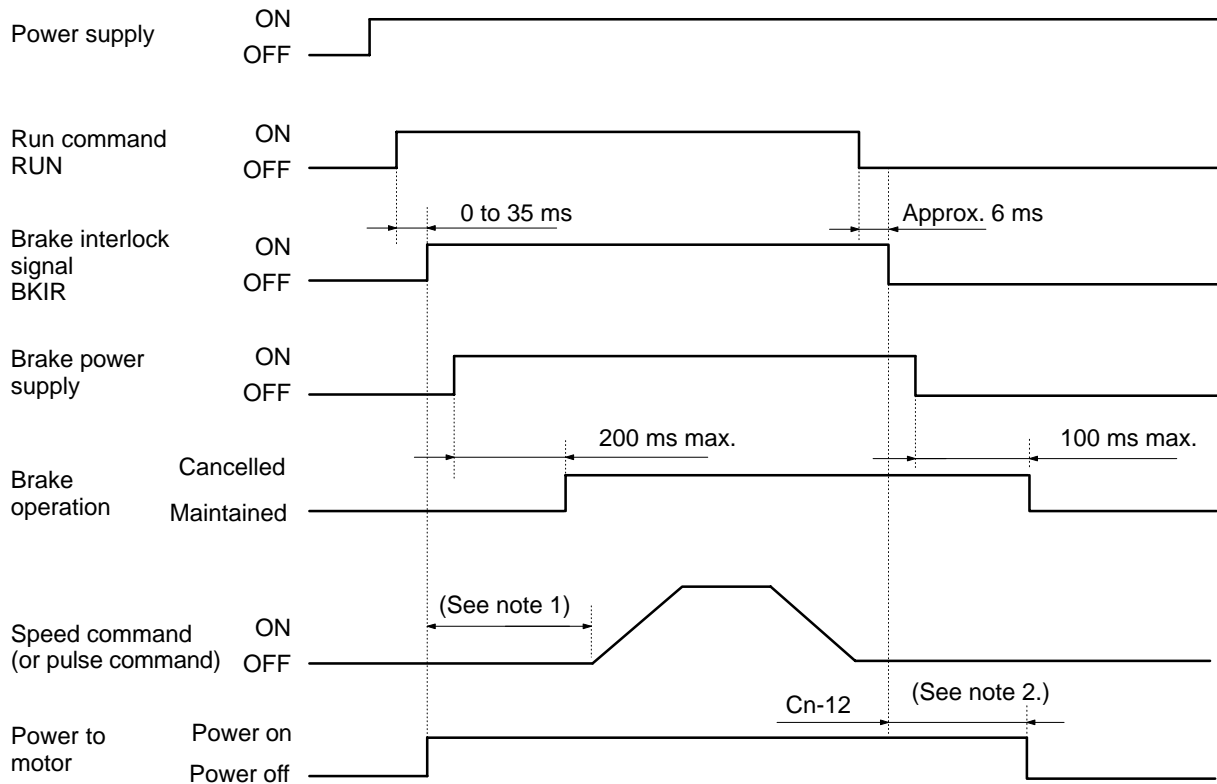 Power supply
ON
OFF
Run command
RUN
ON
OFF
0 to 35 ms
Approx. 6 ms
Brake interlock
signal
BKIR
ON
OFF
Brake power
supply
ON
OFF
200 ms max.
100 ms max.
Brake
operation
Cancelled
Maintained
(See note 1)
Speed command
(or pulse command)
ON
OFF
Cn-12
(See note 2.)
Power to
motor
Power on
Power off